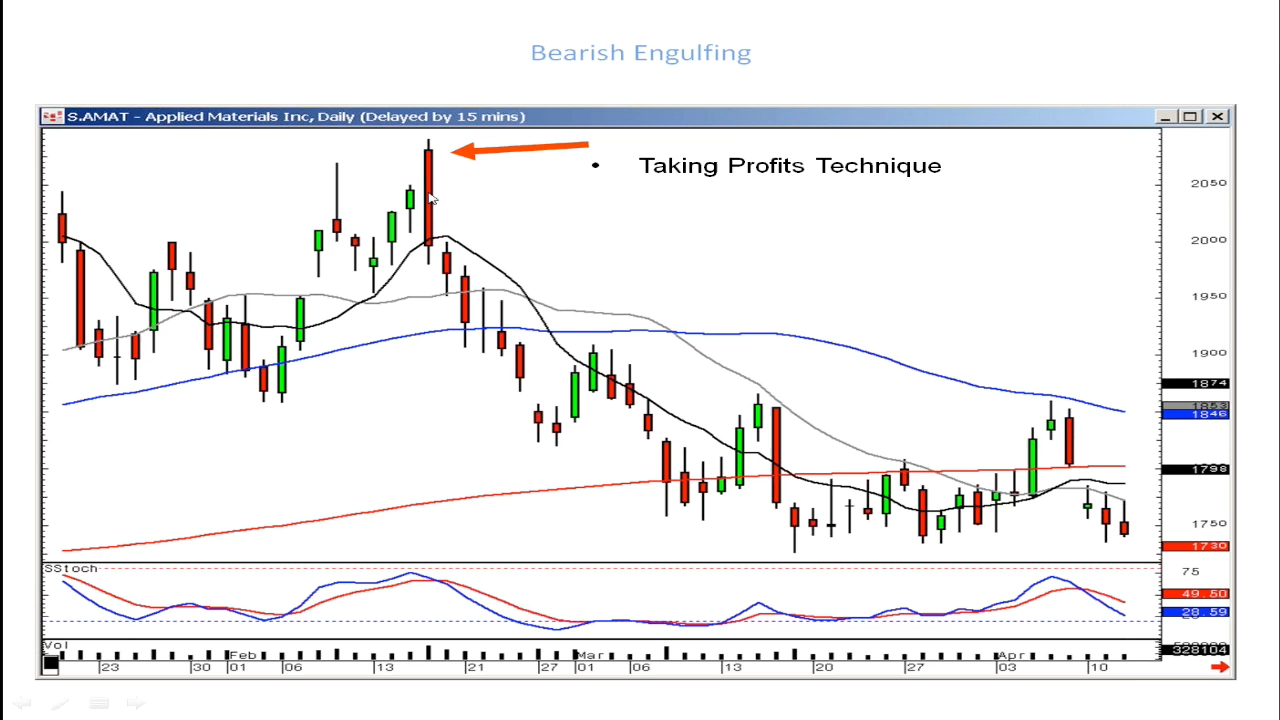 Bearish Engulfing
S.AMAT - Applied Materials Inc, Daily (Delayed by 15 mins)
• Taking Profits Technique
2050
2000
1950
1900
1874
1853
1846
1798
1750
1730
SStoch
75
49.50
28.59
Vol
328104
Feb Mar Apr
23 30 01 06 13 21 27 01 06 13 20 27 03 10